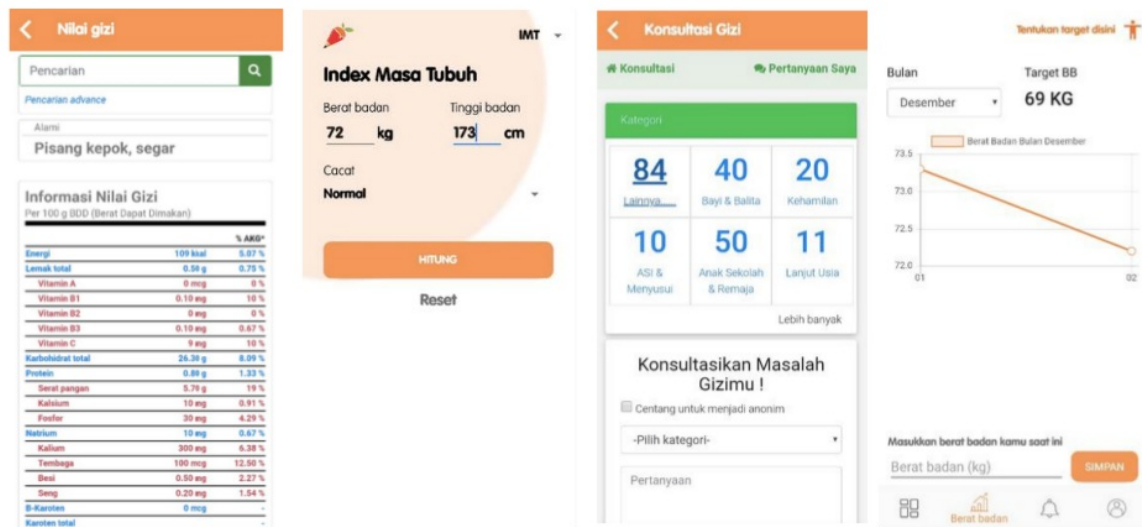 Nilai gizi
Pencarian
Pencarian advance
Alami
Pisang kepok, segar
Informasi Nilai Gizi
Per 100 g BDD (Berat Dapat Dimakan)
% AKG*
Energi 109 kkal 5.07 %
Lemak total 0.50 g 0.75 %
Vitamin A 0 mcg 0 %
Vitamin B1 0.10 mg 10 %
Vitamin B2 0 mg 0 %
Vitamin B3 0.10 mg 0.67 %
Vitamin C 9 mg 10 %
Karbohidrat total 26.30 g 8.09 %
Protein 0.80 g 1.33 %
Serat pangan 5.70 g 19 %
Kalsium 10 mg 0.91 %
Fosfor 30 mg 4.29 %
Natrium 10 mg 0.67 %
Kalium 300 mg 6.38 %
Tembaga 100 mcg 12.50 %
Besi 0.50 mg 2.27 %
Seng 0.20 mg 1.54 %
B-Karoten 0 mcg -
Karoten total -
IMT
Index Masa Tubuh
Berat badan Tinggi badan
72 kg 173 cm
Cacat
Normal
HITUNG
Reset
Konsultasi Gizi
Konsultasi Pertanyaan Saya
Kategori
84 40 20
Lainnya Bayi & Balita Kehamilan
10 50 11
ASI & Anak Sekolah Lanjut Usia
Menyusui & Remaja
Lebih banyak
Konsultasikan Masalah
Gizimu !
Centang untuk menjadi anonim
-Pilih kategori-
Pertanyaan
Tentukan target disini
Bulan Target BB
Desember 69 KG
Berat Badan Bulan Desember
73.5
73.0
72.5
72.0
01 02
Masukkan berat badan kamu saat ini
Berat badan (kg) SIMPAN
Berat badan